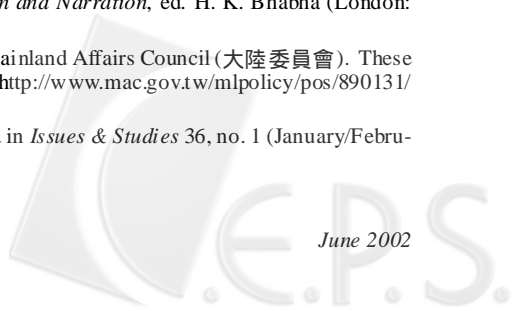 and Narration, ed. H. K. Bhabha (London:
Mainland Affairs Council (大陸委員會). These
http://www.mac.gov.tw/mlpolicy/pos/890131/
in Issues & Studies 36, no. 1 (January/Febru-
June 2002
C.E.P.S.